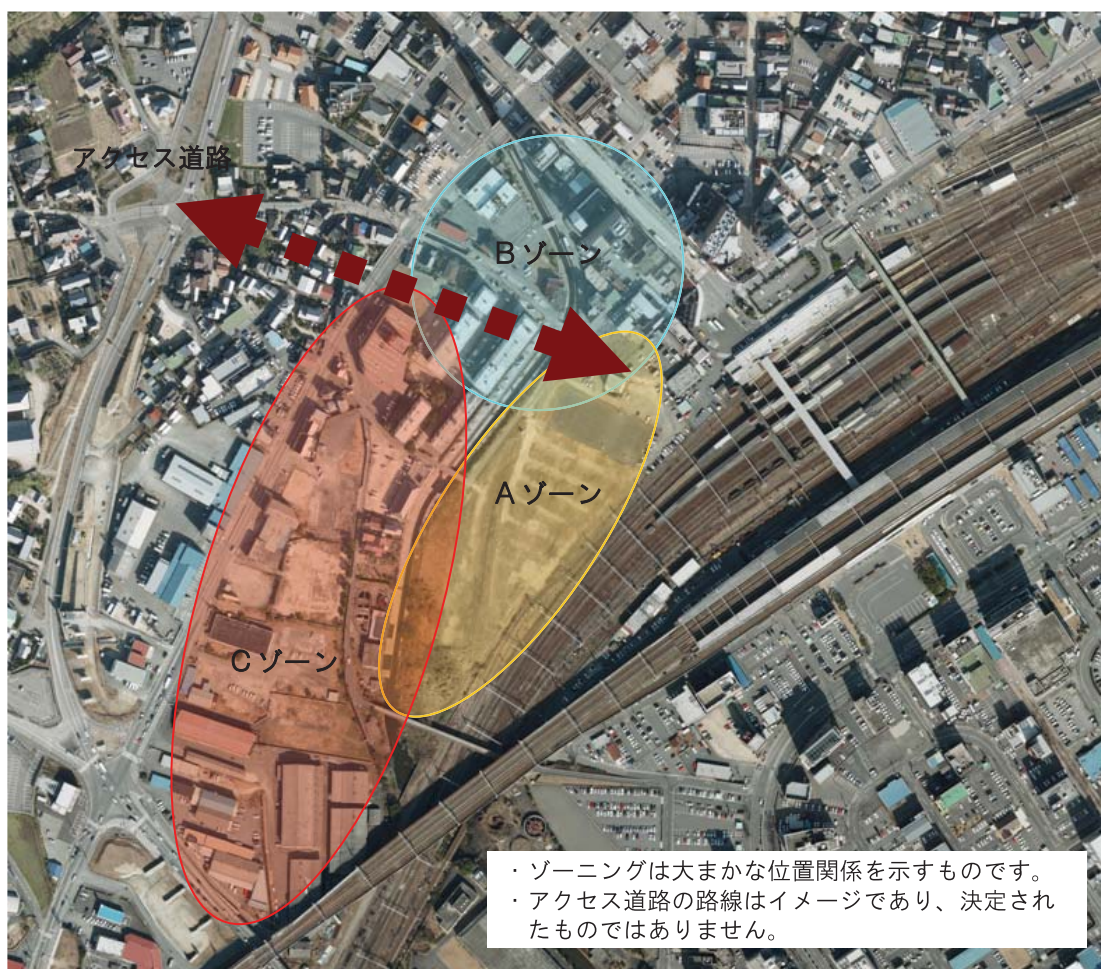 アクセス道路
Bゾーン
Aゾーン
Cゾーン
・ゾーニングは大まかな位置関係を示すものです。
・アクセス道路の路線はイメージであり、決定され
たものではありません。